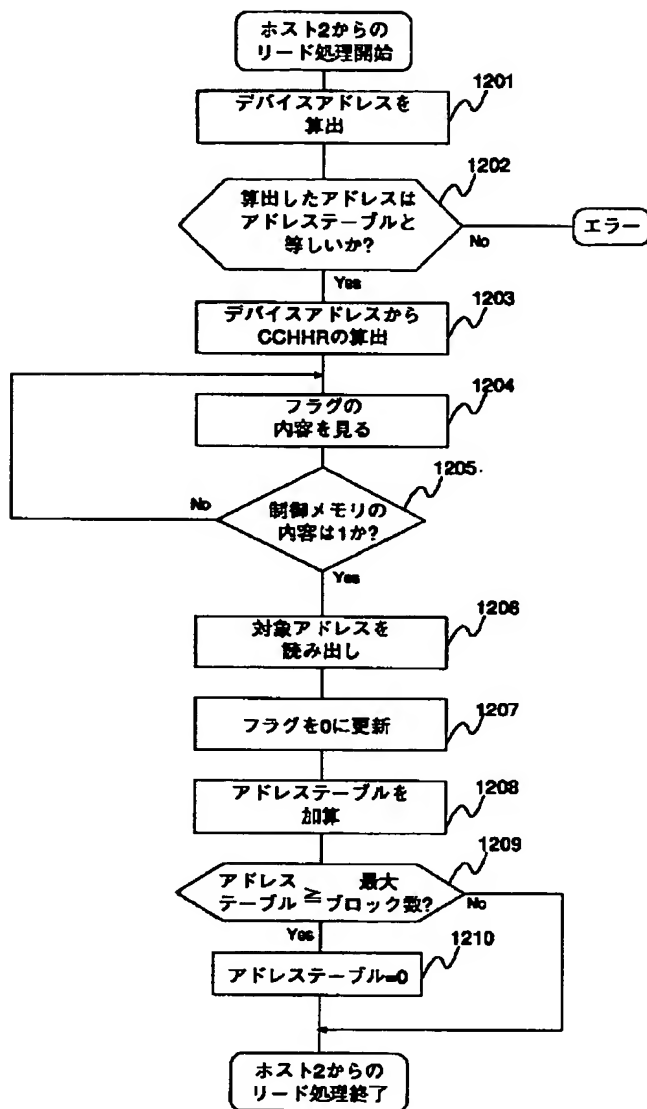 ホスト2からの
リード処理開始
1201
デバイスアドレスを
算出
1202
算出したアドレスは
アドレステーブルと
等しいか?
No
エラー
Yes
1203
デバイスアドレスから
CCHHRの算出
1204
フラグの
内容を見る
1205
No
制御メモリの
内容は1か?
Yes
1206
対象アドレスを
読み出し
1207
フラグを0に更新
1208
アドレステーブルを
加算
1209
アドレス 最大
テーブル ≧ ブロック数?
No
Yes
1210
アドレステーブル=0
ホスト2からの
リード処理終了